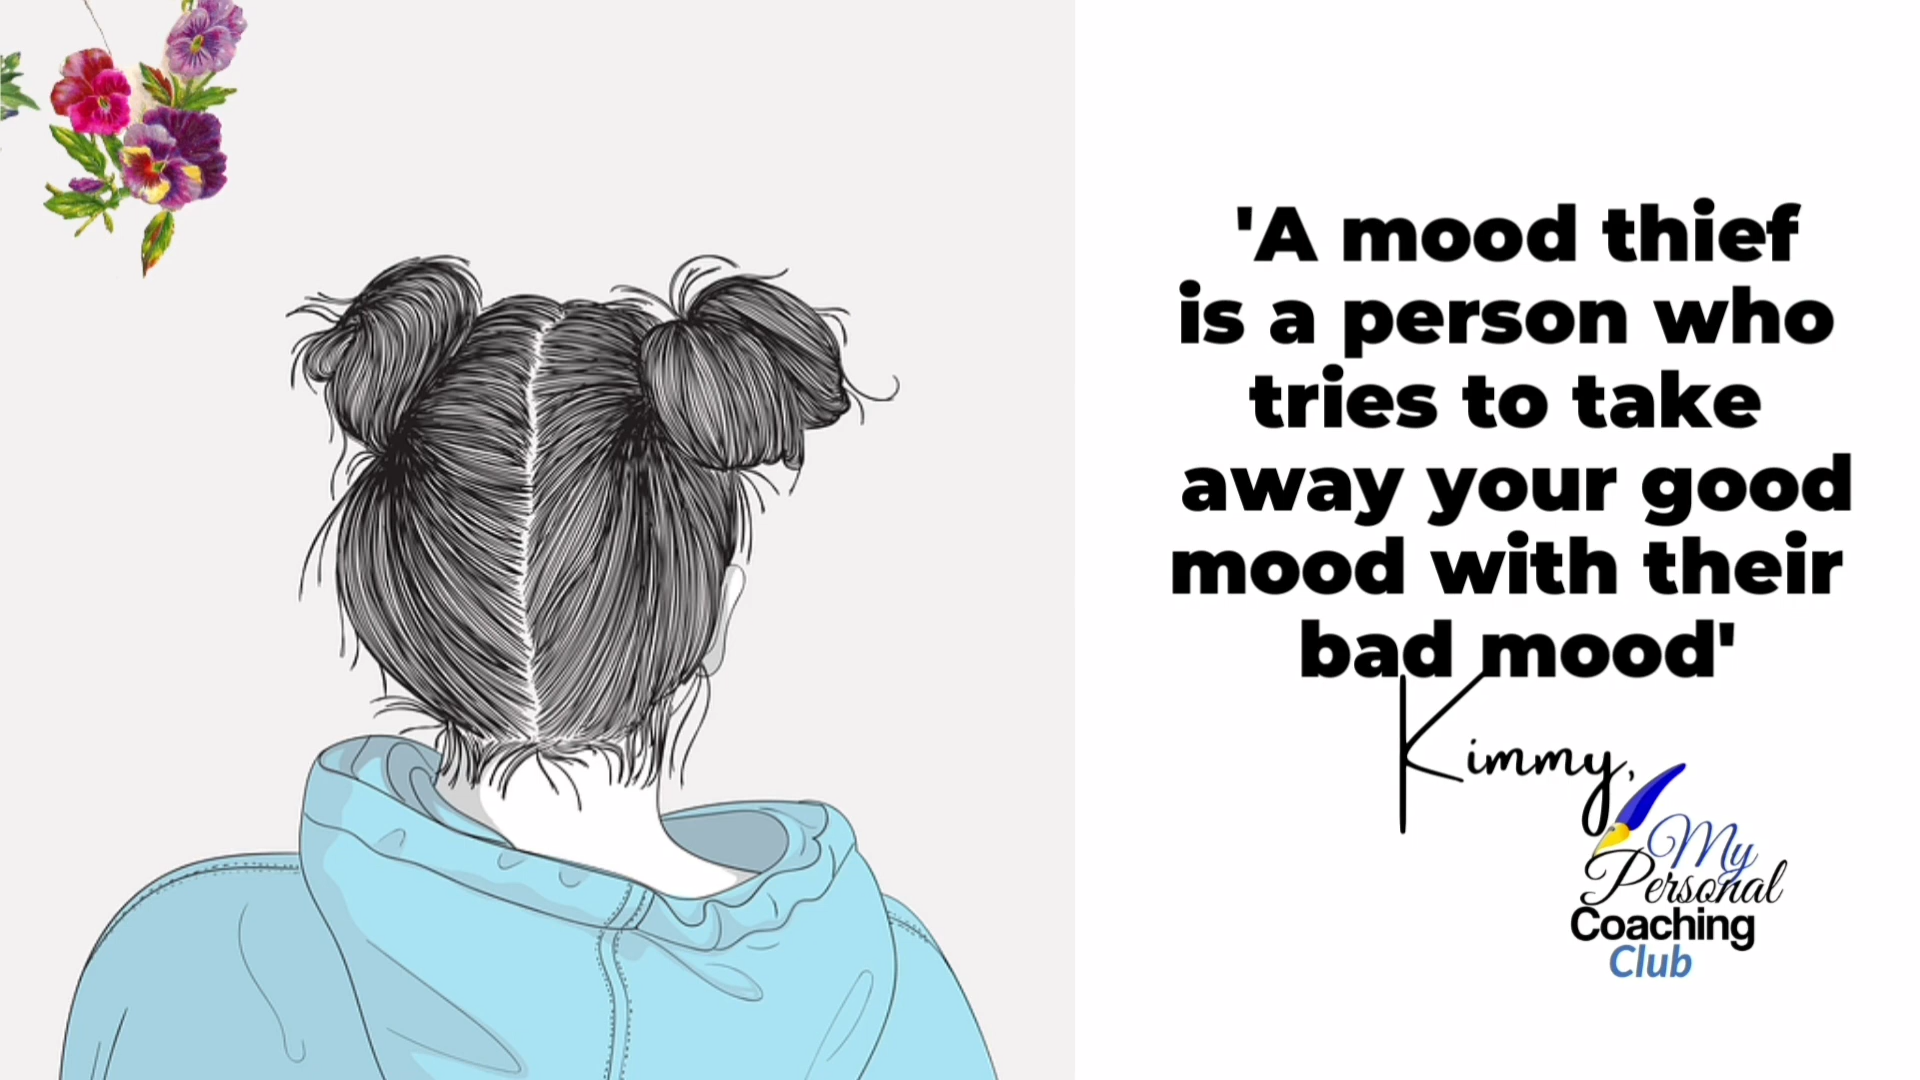 'A mood thief
is a person who
tries to take
away your good
mood with their
bad mood'
Kimmy,
My
Personal
Coaching
Club